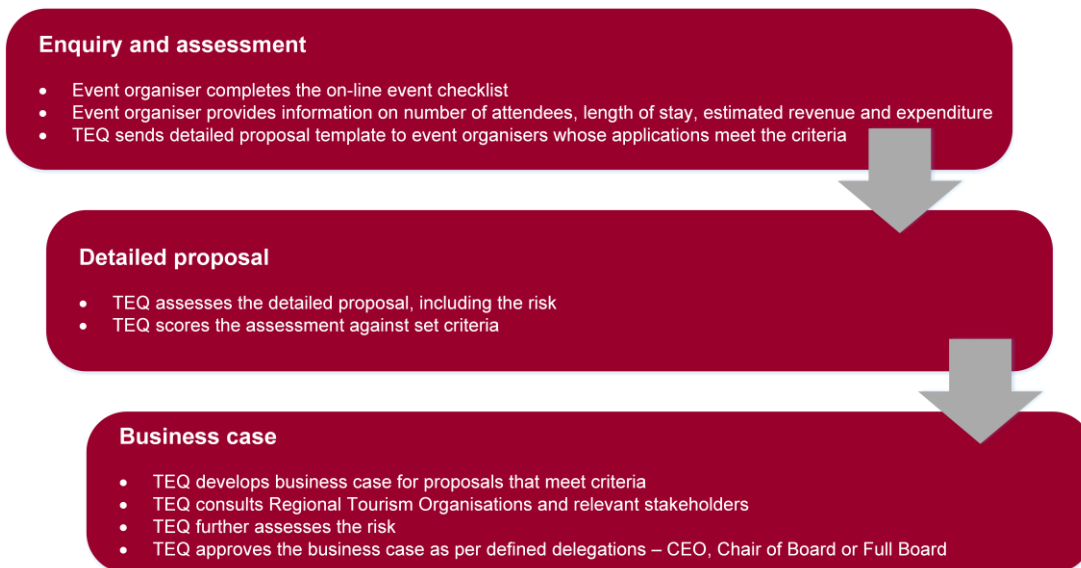 Enquiry and assessment
• Event organiser completes the on-line event checklist
• Event organiser provides information on number of attendees, length of stay, estimated revenue and expenditure
• TEQ sends detailed proposal template to event organisers whose applications meet the criteria
Detailed proposal
• TEQ assesses the detailed proposal, including the risk
• TEQ scores the assessment against set criteria
Business case
• TEQ develops business case for proposals that meet criteria
• TEQ consults Regional Tourism Organisations and relevant stakeholders
• TEQ further assesses the risk
• TEQ approves the business case as per defined delegations – CEO, Chair of Board or Full Board